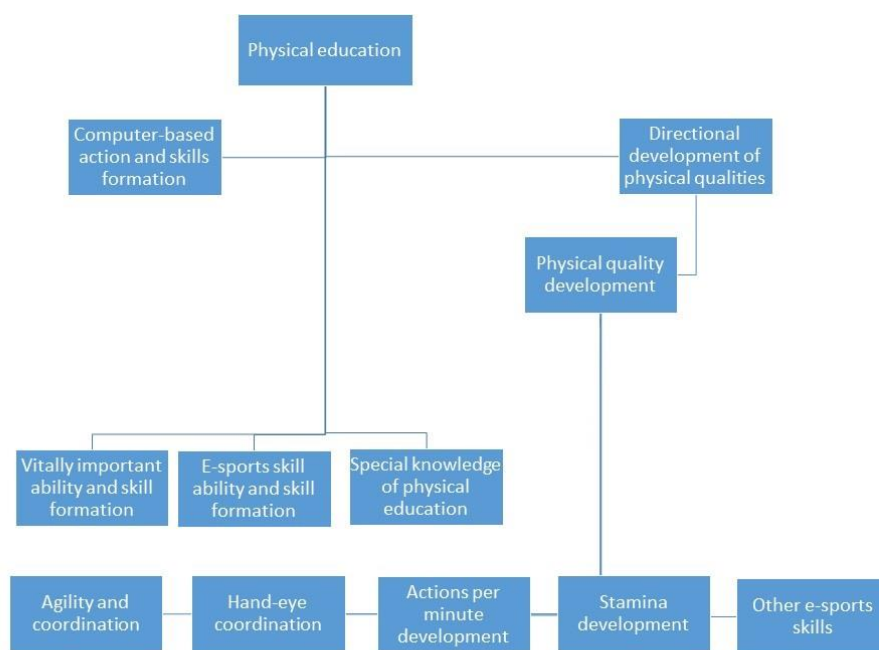 Physical education
Computer-based
action and skills
formation
Directional
development of
physical qualities
Physical quality
development
Vitally important
ability and skill
formation
E-sports skill
ability and skill
formation
Special knowledge
of physical
education
Agility and
coordination
Hand-eye
coordination
Actions per
minute
development
Stamina
development
Other e-sports
skills